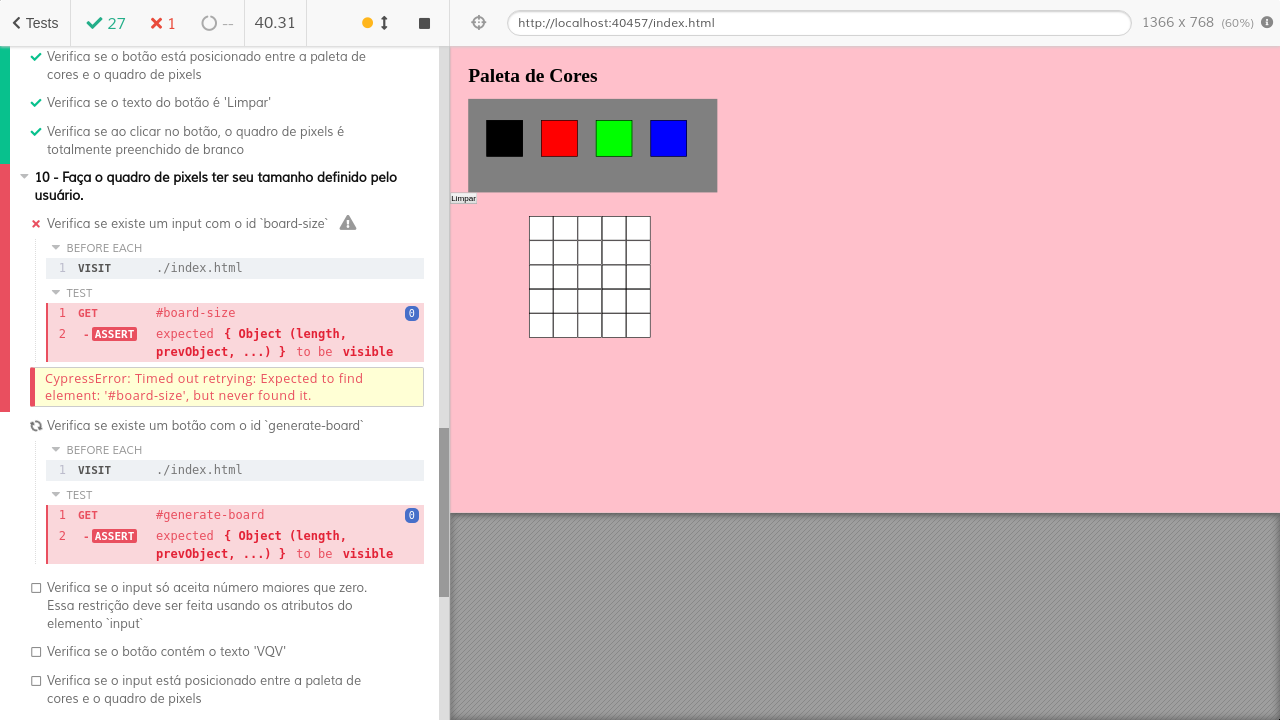 Tests 27 1 -- 40.31
http://localhost:40457/index.html 1366 x 768 (60%)
Verifica se o botão está posicionado entre a paleta de
cores e o quadro de pixels
Verifica se o texto do botão é 'Limpar'
Verifica se ao clicar no botão, o quadro de pixels é
totalmente preenchido de branco
10 - Faça o quadro de pixels ter seu tamanho definido pelo
usuário.
Verifica se existe um input com o id `board-size`
BEFORE EACH
1 VISIT ./index.html
TEST
1 GET #board-size 0
2 -ASSERT expected { Object (length,
prevObject, ...) } to be visible
CypressError: Timed out retrying: Expected to find
element: '#board-size', but never found it.
Verifica se existe um botão com o id `generate-board`
BEFORE EACH
1 VISIT ./index.html
TEST
1 GET #generate-board 0
2 -ASSERT expected { Object (length,
prevObject, ...) } to be visible
Verifica se o input só aceita número maiores que zero.
Essa restrição deve ser feita usando os atributos do
elemento `input`
Verifica se o botão contém o texto 'VQV'
Verifica se o input está posicionado entre a paleta de
cores e o quadro de pixels
Paleta de Cores
Limpar